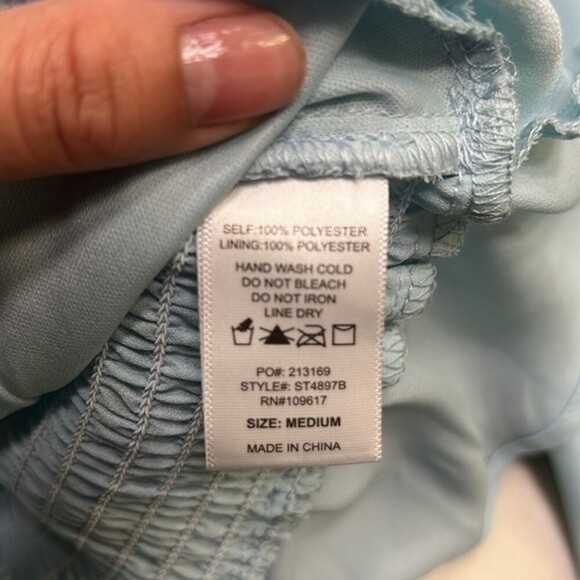 SELF:100% POLYESTER
LINING:100% POLYESTER
HAND WASH COLD
DO NOT BLEACH
DO NOT IRON
LINE DRY
PO#: 213169
STYLE#: ST4897B
RN#109617
SIZE: MEDIUM
MADE IN CHINA